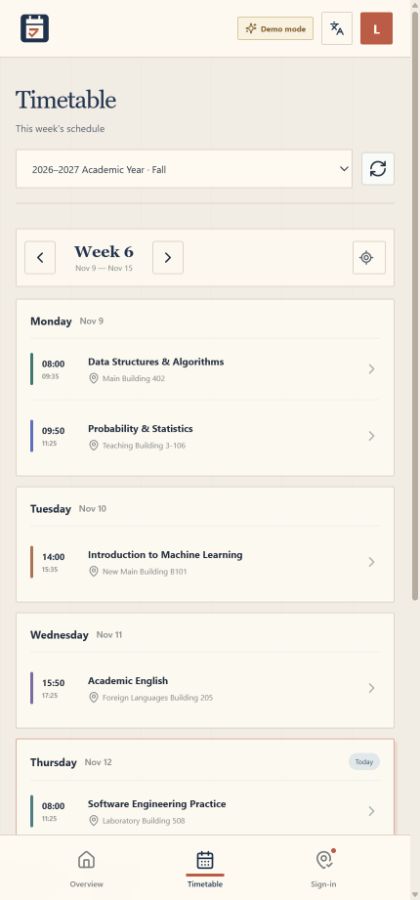 Demo mode
L
Timetable
This week's schedule
2026–2027 Academic Year · Fall
Week 6
Nov 9 — Nov 15
Monday Nov 9
08:00 Data Structures & Algorithms
09:35 Main Building 402
09:50 Probability & Statistics
11:25 Teaching Building 3-106
Tuesday Nov 10
14:00 Introduction to Machine Learning
15:35 New Main Building B101
Wednesday Nov 11
15:50 Academic English
17:25 Foreign Languages Building 205
Thursday Nov 12 Today
08:00 Software Engineering Practice
11:25 Laboratory Building 508
Overview Timetable Sign-in